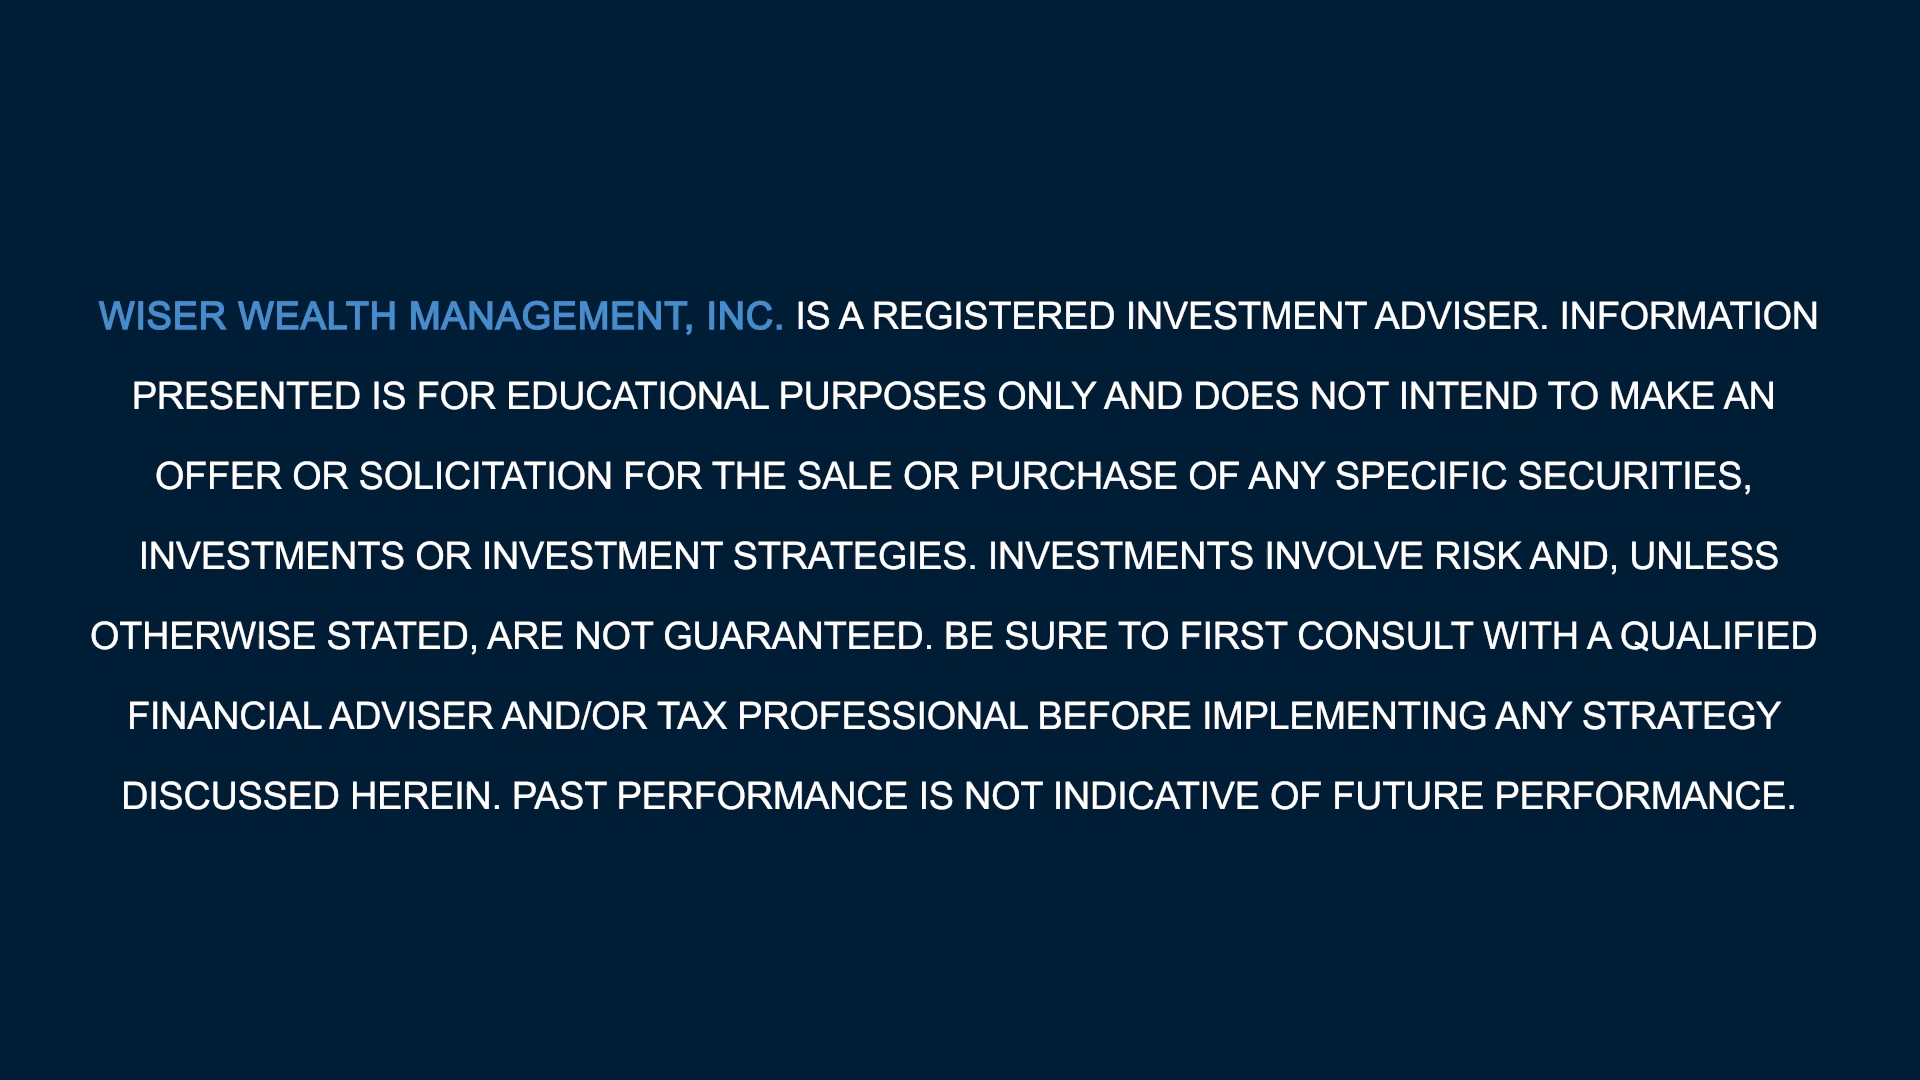 WISER WEALTH MANAGEMENT, INC. IS A REGISTERED INVESTMENT ADVISER. INFORMATION
PRESENTED IS FOR EDUCATIONAL PURPOSES ONLY AND DOES NOT INTEND TO MAKE AN
OFFER OR SOLICITATION FOR THE SALE OR PURCHASE OF ANY SPECIFIC SECURITIES,
INVESTMENTS OR INVESTMENT STRATEGIES. INVESTMENTS INVOLVE RISK AND, UNLESS
OTHERWISE STATED, ARE NOT GUARANTEED. BE SURE TO FIRST CONSULT WITH A QUALIFIED
FINANCIAL ADVISER AND/OR TAX PROFESSIONAL BEFORE IMPLEMENTING ANY STRATEGY
DISCUSSED HEREIN. PAST PERFORMANCE IS NOT INDICATIVE OF FUTURE PERFORMANCE.